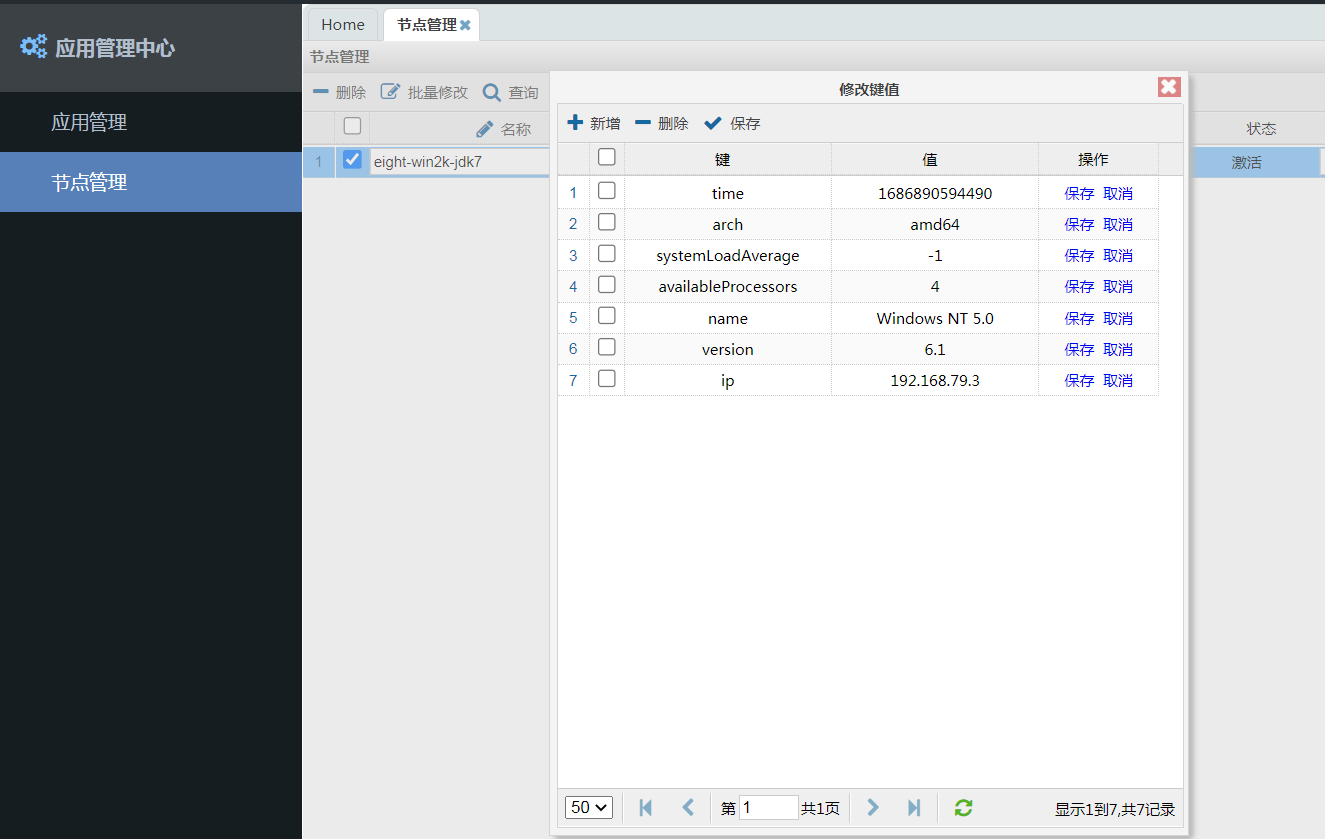 应用管理中心
应用管理
节点管理
Home 节点管理
节点管理
删除 批量修改 查询
名称 状态
1 eight-win2k-jdk7 激活
修改键值
新增 删除 保存
键 值 操作
1 time 1686890594490 保存 取消
2 arch amd64 保存 取消
3 systemLoadAverage -1 保存 取消
4 availableProcessors 4 保存 取消
5 name Windows NT 5.0 保存 取消
6 version 6.1 保存 取消
7 ip 192.168.79.3 保存 取消
50 第 1 共1页 显示1到7,共7记录